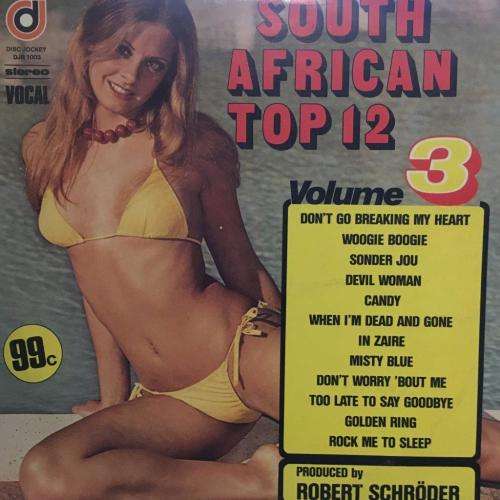 DISC JOCKEY
DJR 1003
stereo
VOCAL
SOUTH
AFRICAN
TOP 12
Volume 3
DON'T GO BREAKING MY HEART
WOOGIE BOOGIE
SONDER JOU
DEVIL WOMAN
CANDY
WHEN I'M DEAD AND GONE
IN ZAIRE
MISTY BLUE
DON'T WORRY 'BOUT ME
TOO LATE TO SAY GOODBYE
GOLDEN RING
ROCK ME TO SLEEP
99c
PRODUCED by
ROBERT SCHRÖDER